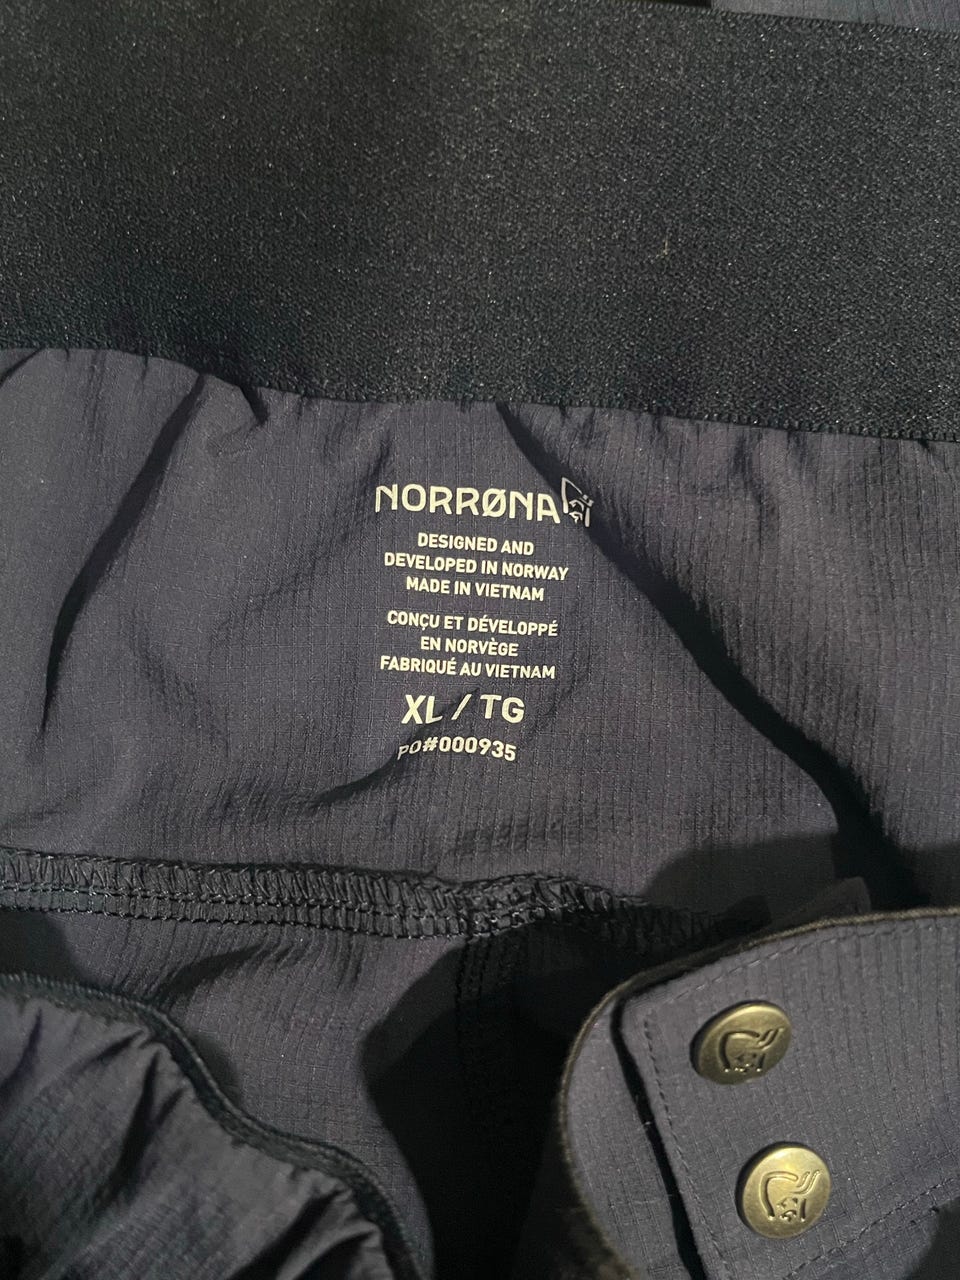 NORRØNA
DESIGNED AND
DEVELOPED IN NORWAY
MADE IN VIETNAM
CONÇU ET DÉVELOPPÉ
EN NORVÈGE
FABRIQUÉ AU VIETNAM
XL / TG
PO#000935